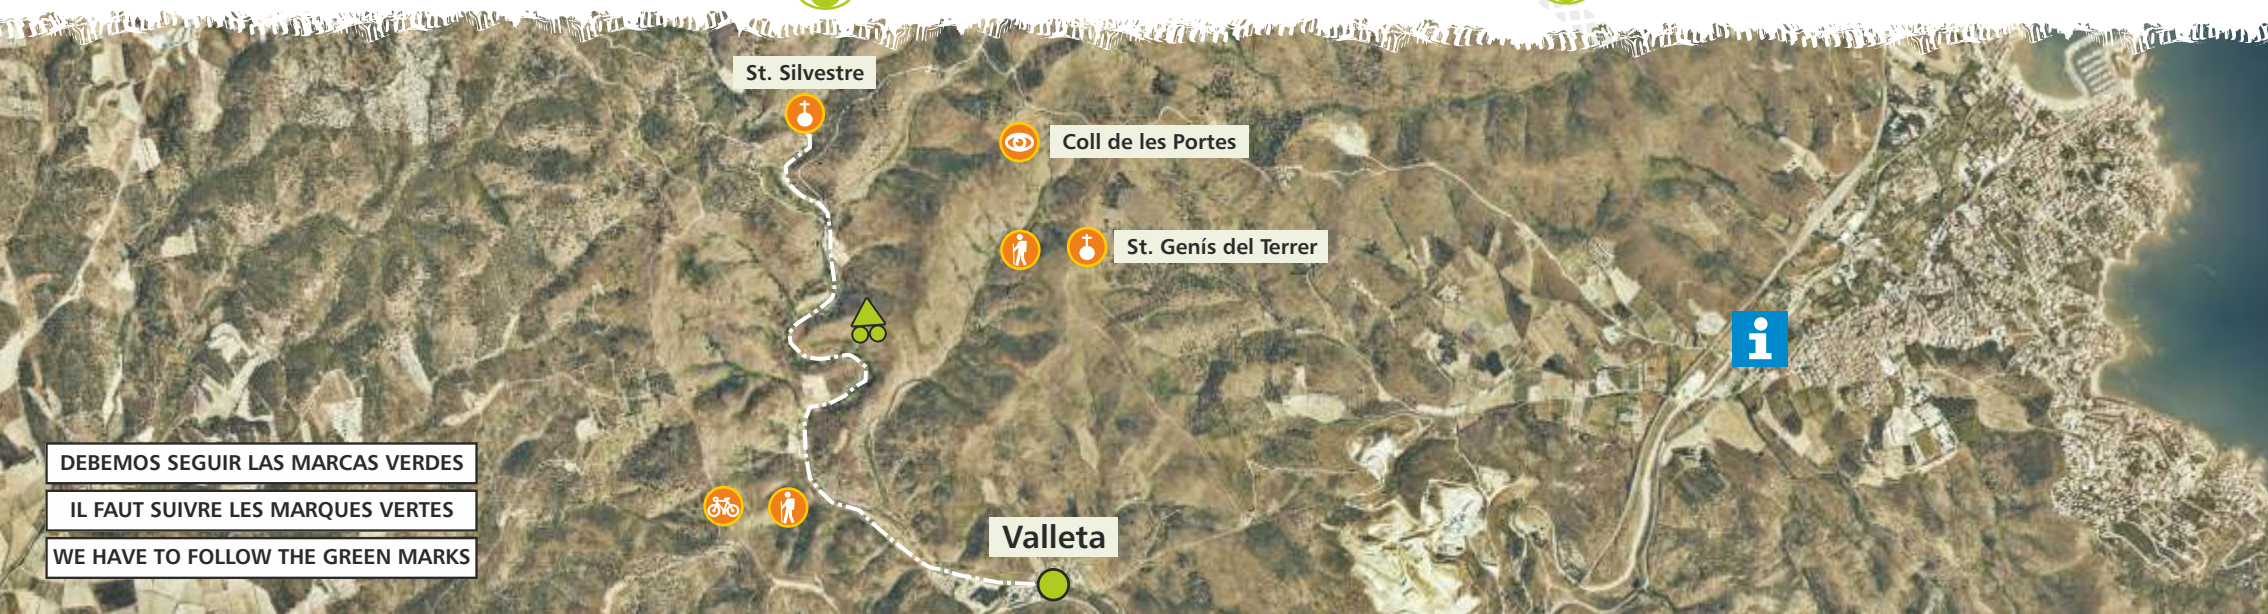 St. Silvestre
Coll de les Portes
St. Genís del Terrer
DEBEMOS SEGUIR LAS MARCAS VERDES
IL FAUT SUIVRE LES MARQUES VERTES
WE HAVE TO FOLLOW THE GREEN MARKS
Valleta